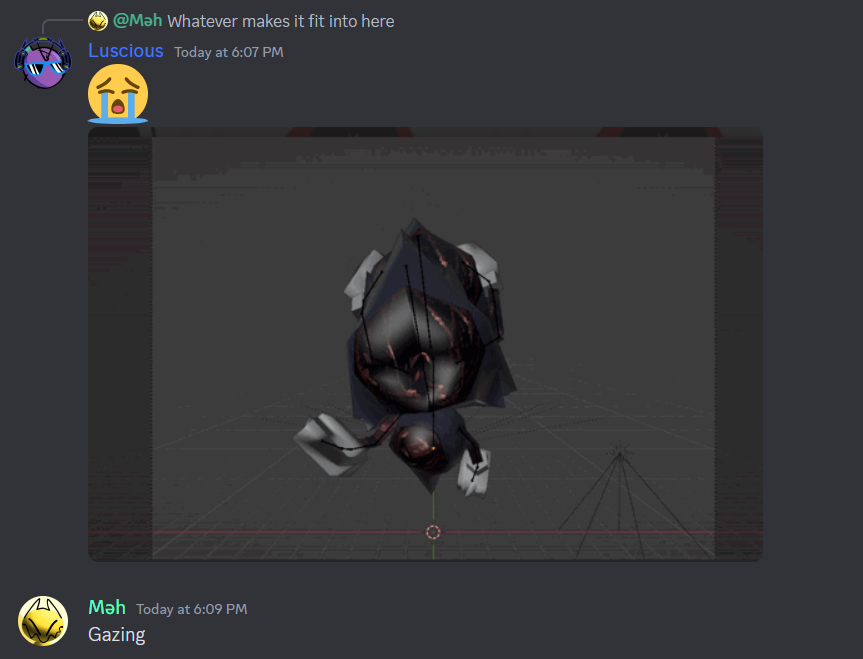 @Məh Whatever makes it fit into here
Luscious Today at 6:07 PM
Məh Today at 6:09 PM
Gazing